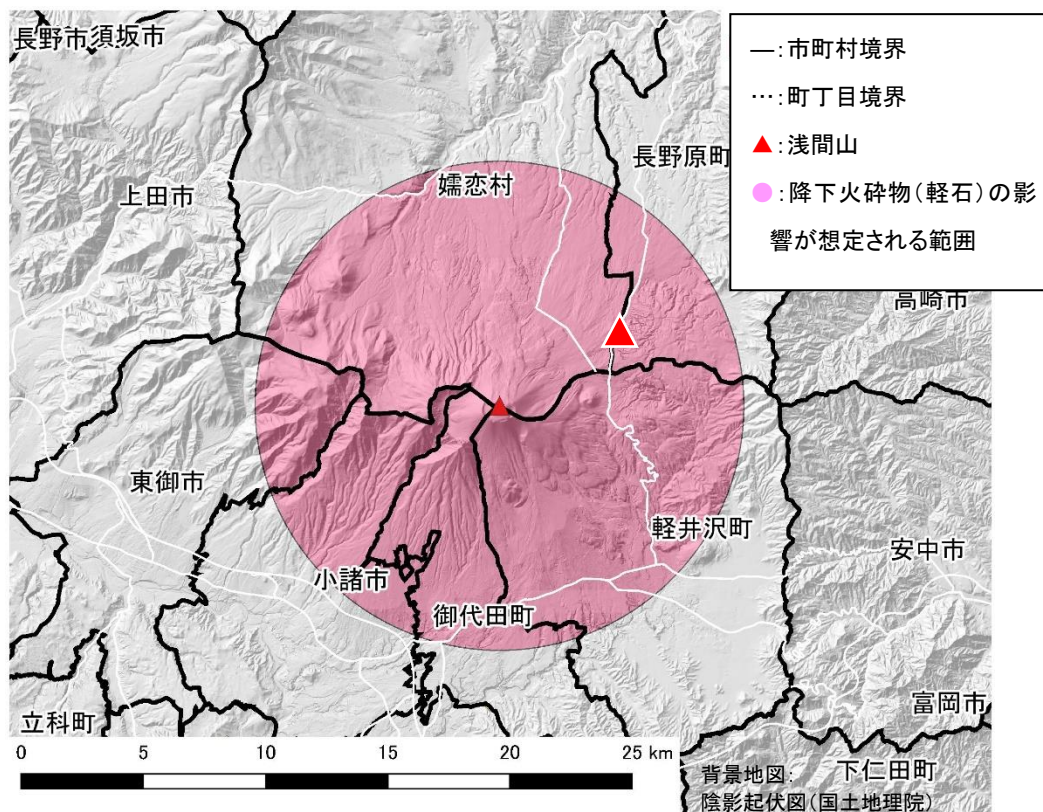 長野市
須坂市
―：市町村境界
…：町丁目境界
▲：浅間山
●：降下火砕物（軽石）の影
響が想定される範囲
長野原町
嬬恋村
上田市
高崎市
東御市
軽井沢町
安中市
小諸市
御代田町
富岡市
立科町
0 5 10 15 20 25 km
背景地図：
陰影起伏図（国土地理院）
下仁田町